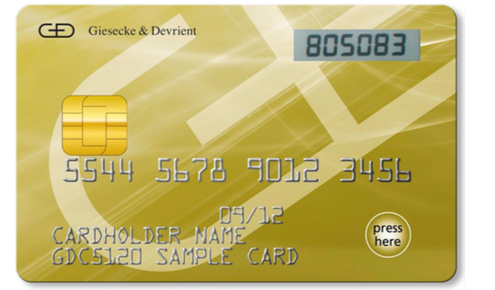 Giesecke & Devrient
805083
5544 5678 9012 3456
09/12
CARDHOLDER NAME
GDC5120 SAMPLE CARD
press
here